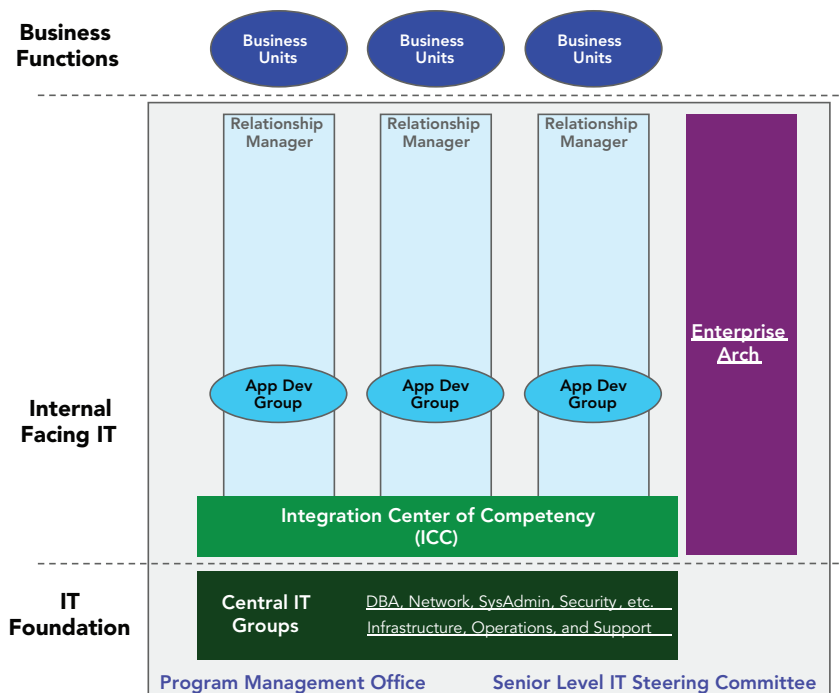 Business
Functions
Business
Units
Business
Units
Business
Units
Relationship
Manager
Relationship
Manager
Relationship
Manager
Enterprise
Arch
App Dev
Group
App Dev
Group
App Dev
Group
Internal
Facing IT
Integration Center of Competency
(ICC)
IT
Foundation
Central IT
Groups
DBA, Network, SysAdmin, Security, etc.
Infrastructure, Operations, and Support
Program Management Office
Senior Level IT Steering Committee